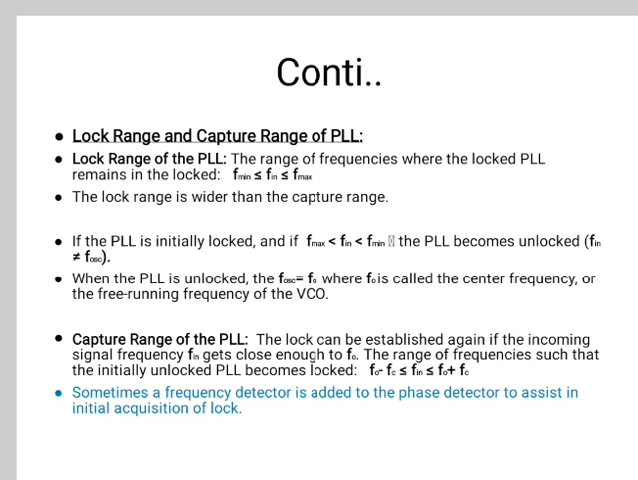 Conti..
• Lock Range and Capture Range of PLL:
• Lock Range of the PLL: The range of frequencies where the locked PLL
remains in the locked: fmin ≤ fin ≤ fmax
• The lock range is wider than the capture range.
• If the PLL is initially locked, and if fmax < fin < fmin the PLL becomes unlocked (fin
≠ fosc).
• When the PLL is unlocked, the fosc= fo where fo is called the center frequency, or
the free-running frequency of the VCO.
• Capture Range of the PLL: The lock can be established again if the incoming
signal frequency fin gets close enough to fo. The range of frequencies such that
the initially unlocked PLL becomes locked: fo- fc ≤ fin ≤ fo+ fc
• Sometimes a frequency detector is added to the phase detector to assist in
initial acquisition of lock.